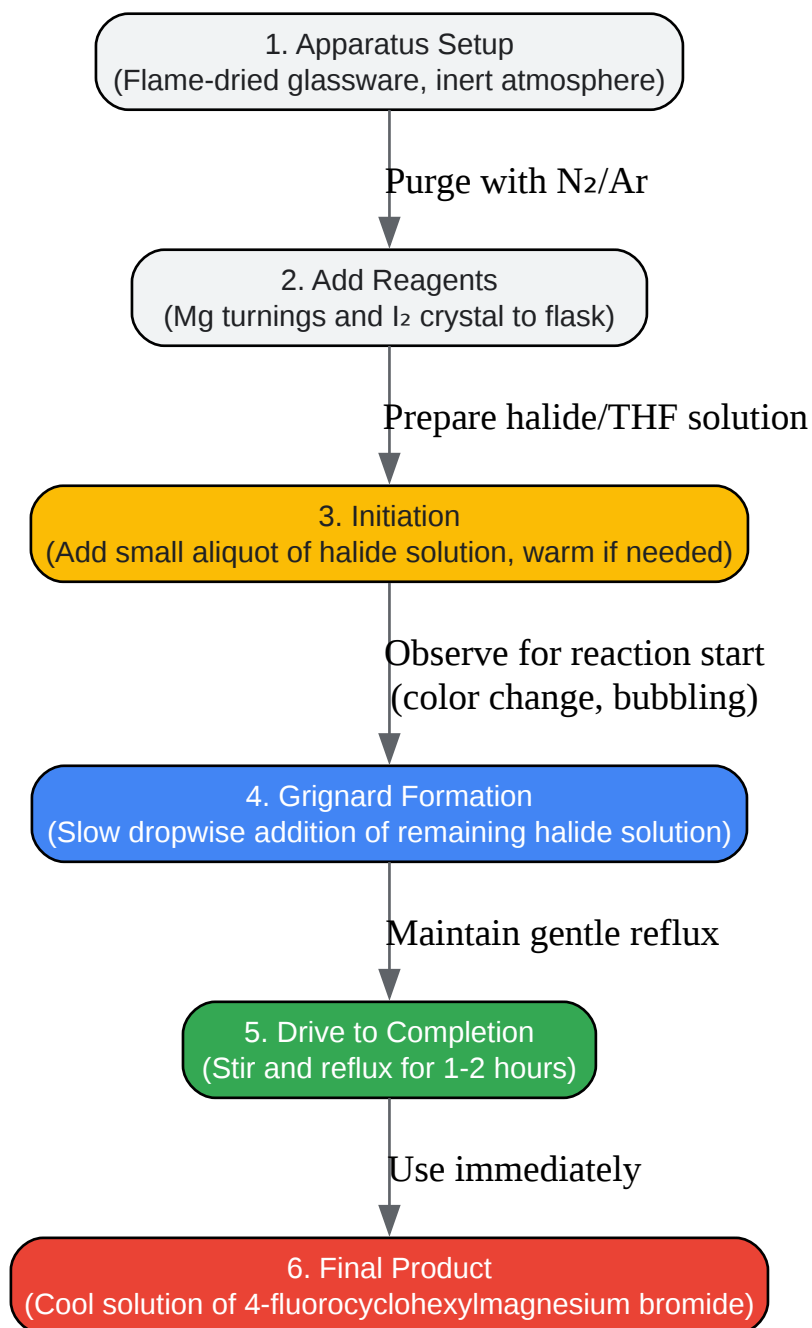 1. Apparatus Setup
(Flame-dried glassware, inert atmosphere)
Purge with N₂/Ar
2. Add Reagents
(Mg turnings and I₂ crystal to flask)
Prepare halide/THF solution
3. Initiation
(Add small aliquot of halide solution, warm if needed)
Observe for reaction start
(color change, bubbling)
4. Grignard Formation
(Slow dropwise addition of remaining halide solution)
Maintain gentle reflux
5. Drive to Completion
(Stir and reflux for 1-2 hours)
Use immediately
6. Final Product
(Cool solution of 4-fluorocyclohexylmagnesium bromide)